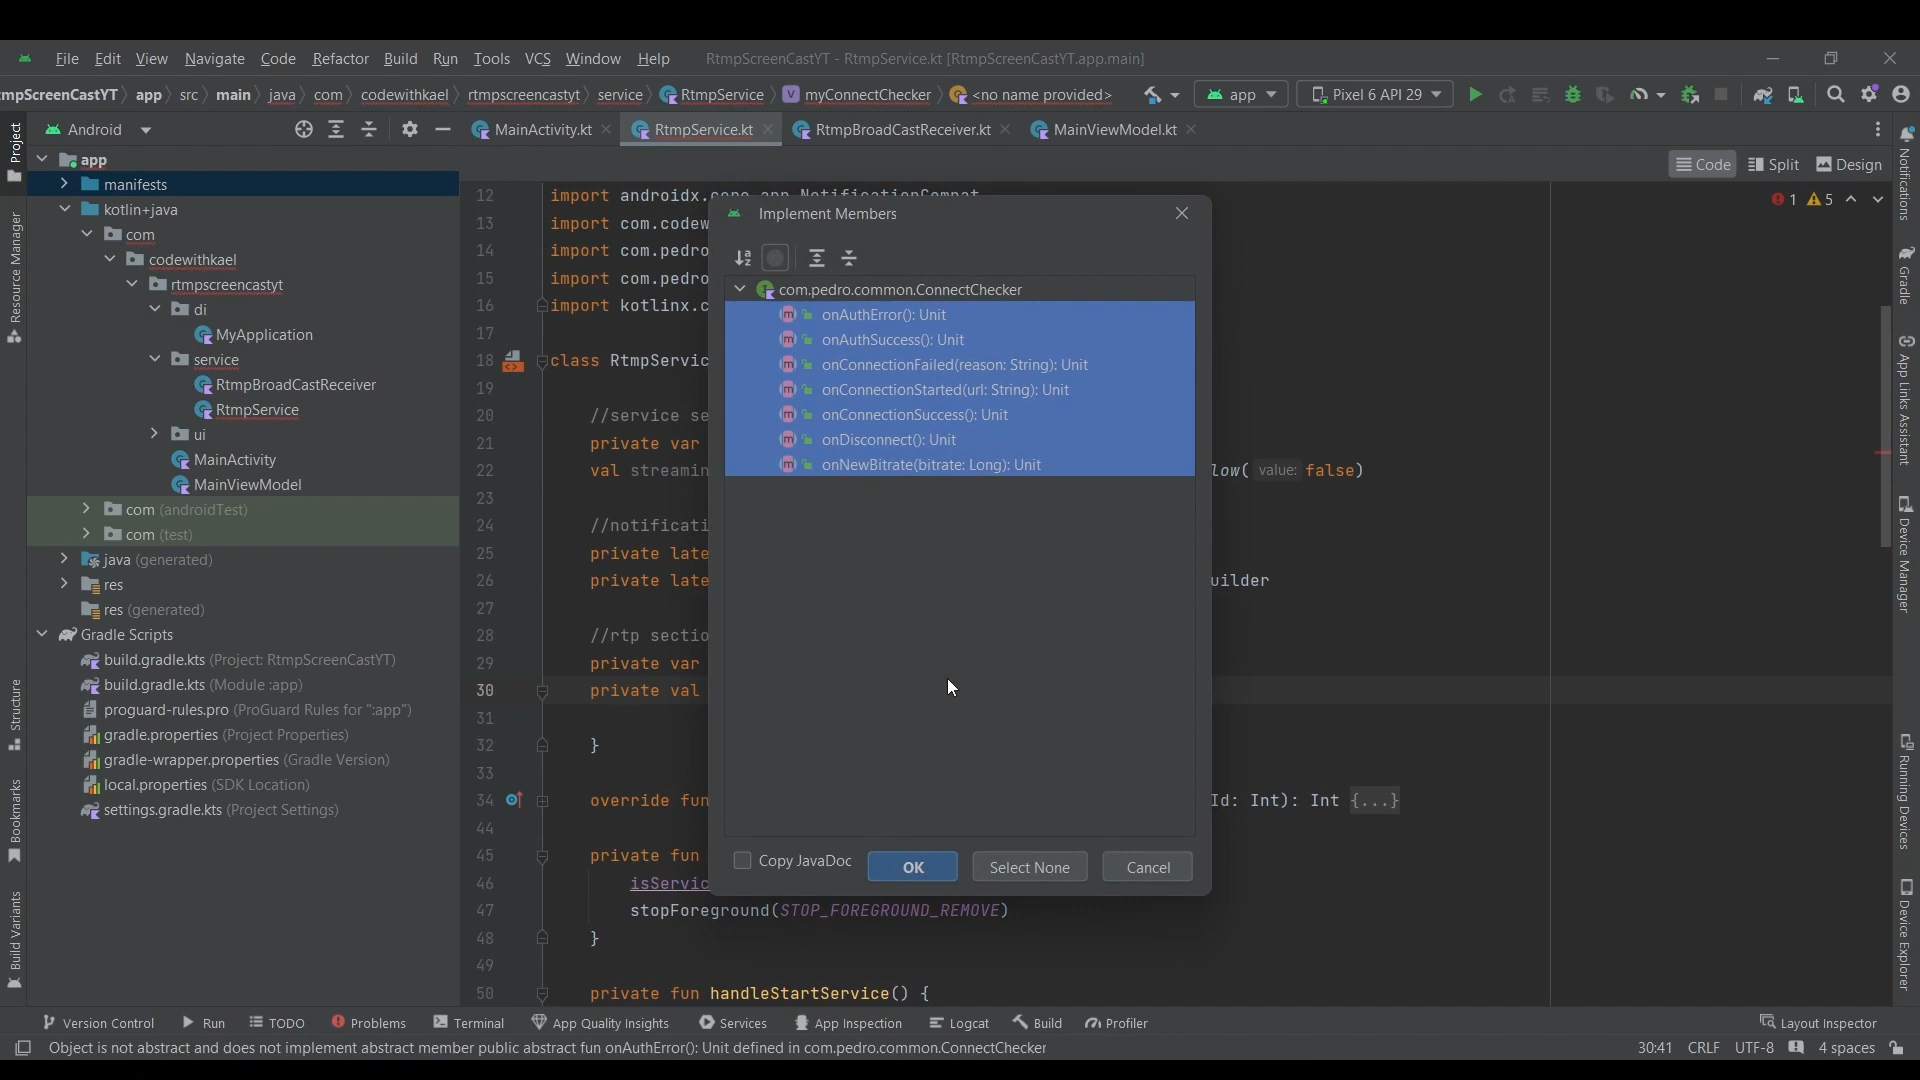 File Edit View Navigate Code Refactor Build Run Tools VCS Window Help RtmpScreenCastYT - RtmpService.kt [RtmpScreenCastYT.app.main]
mpScreenCastYT app src main java com codewithkael rtmpscreencastyt service RtmpService myConnectChecker <no name provided> app Pixel 6 API 29
Android MainActivity.kt RtmpService.kt RtmpBroadCastReceiver.kt MainViewModel.kt
Code Split Design
Project
Resource Manager
Structure
Bookmarks
Build Variants
app
manifests
kotlin+java
com
codewithkael
rtmpscreencastyt
di
MyApplication
service
RtmpBroadCastReceiver
RtmpService
ui
MainActivity
MainViewModel
com (androidTest)
com (test)
java (generated)
res
res (generated)
Gradle Scripts
build.gradle.kts (Project: RtmpScreenCastYT)
build.gradle.kts (Module :app)
proguard-rules.pro (ProGuard Rules for ":app")
gradle.properties (Project Properties)
gradle-wrapper.properties (Gradle Version)
local.properties (SDK Location)
settings.gradle.kts (Project Settings)
1 5
12 import androidx.core.app.NotificationCompat
13 import com.codew
14 import com.pedro
15 import com.pedro
16 import kotlinx.c
17
18 class RtmpServic
19
20 //service se
21 private var
22 val streamin low( value: false)
23
24 //notificati
25 private late
26 private late uilder
27
28 //rtp sectio
29 private var
30 private val
31
32 }
33
34 override fun Id: Int): Int {...}
44
45 private fun
46 isServic
47 stopForeground(STOP_FOREGROUND_REMOVE)
48 }
49
50 private fun handleStartService() {
Implement Members
com.pedro.common.ConnectChecker
onAuthError(): Unit
onAuthSuccess(): Unit
onConnectionFailed(reason: String): Unit
onConnectionStarted(url: String): Unit
onConnectionSuccess(): Unit
onDisconnect(): Unit
onNewBitrate(bitrate: Long): Unit
Copy JavaDoc OK Select None Cancel
Notifications
Gradle
App Links Assistant
Device Manager
Running Devices
Device Explorer
Version Control Run TODO Problems Terminal App Quality Insights Services App Inspection Logcat Build Profiler Layout Inspector
Object is not abstract and does not implement abstract member public abstract fun onAuthError(): Unit defined in com.pedro.common.ConnectChecker 30:41 CRLF UTF-8 4 spaces